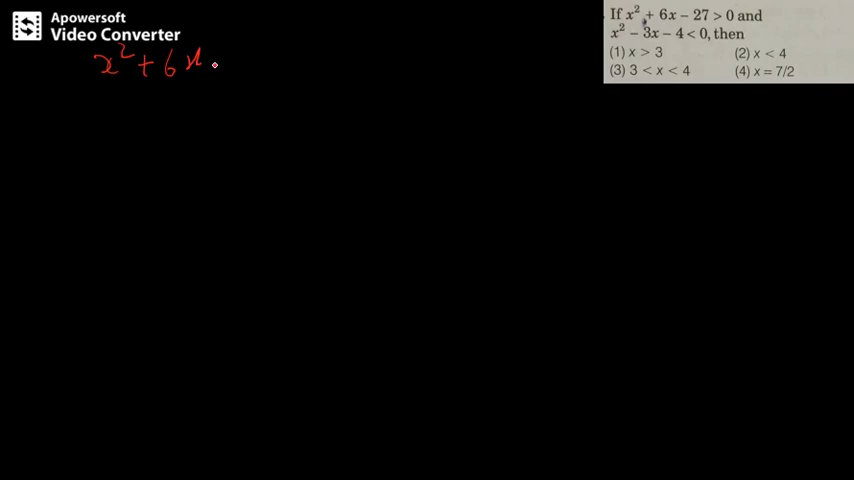 Apowersoft
Video Converter
x² + 6x
If x² + 6x − 27 > 0 and
x² − 3x − 4 < 0, then
(1) x > 3 (2) x < 4
(3) 3 < x < 4 (4) x = 7/2